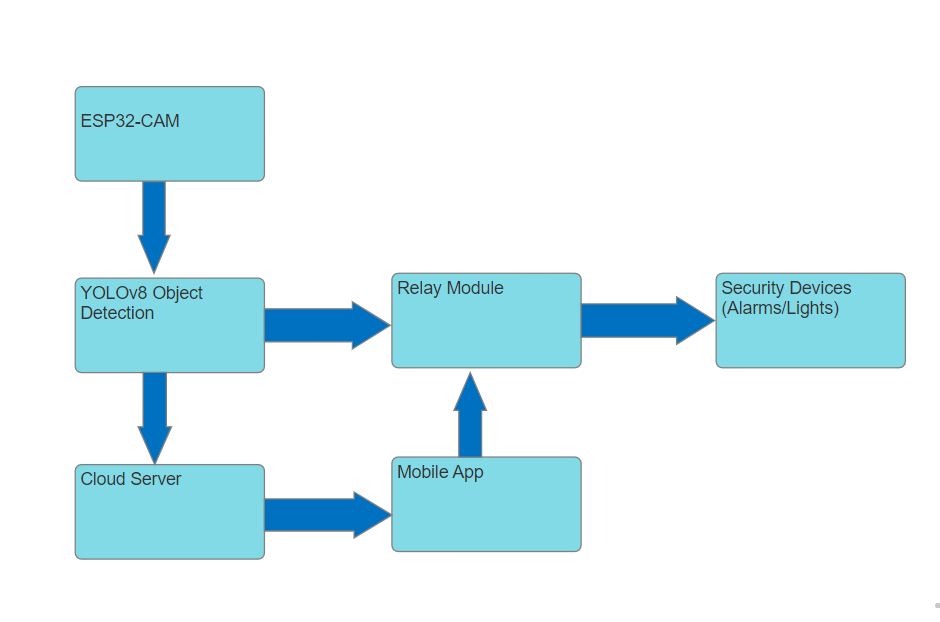 ESP32-CAM
YOLOv8 Object
Detection
Relay Module
Security Devices
(Alarms/Lights)
Cloud Server
Mobile App